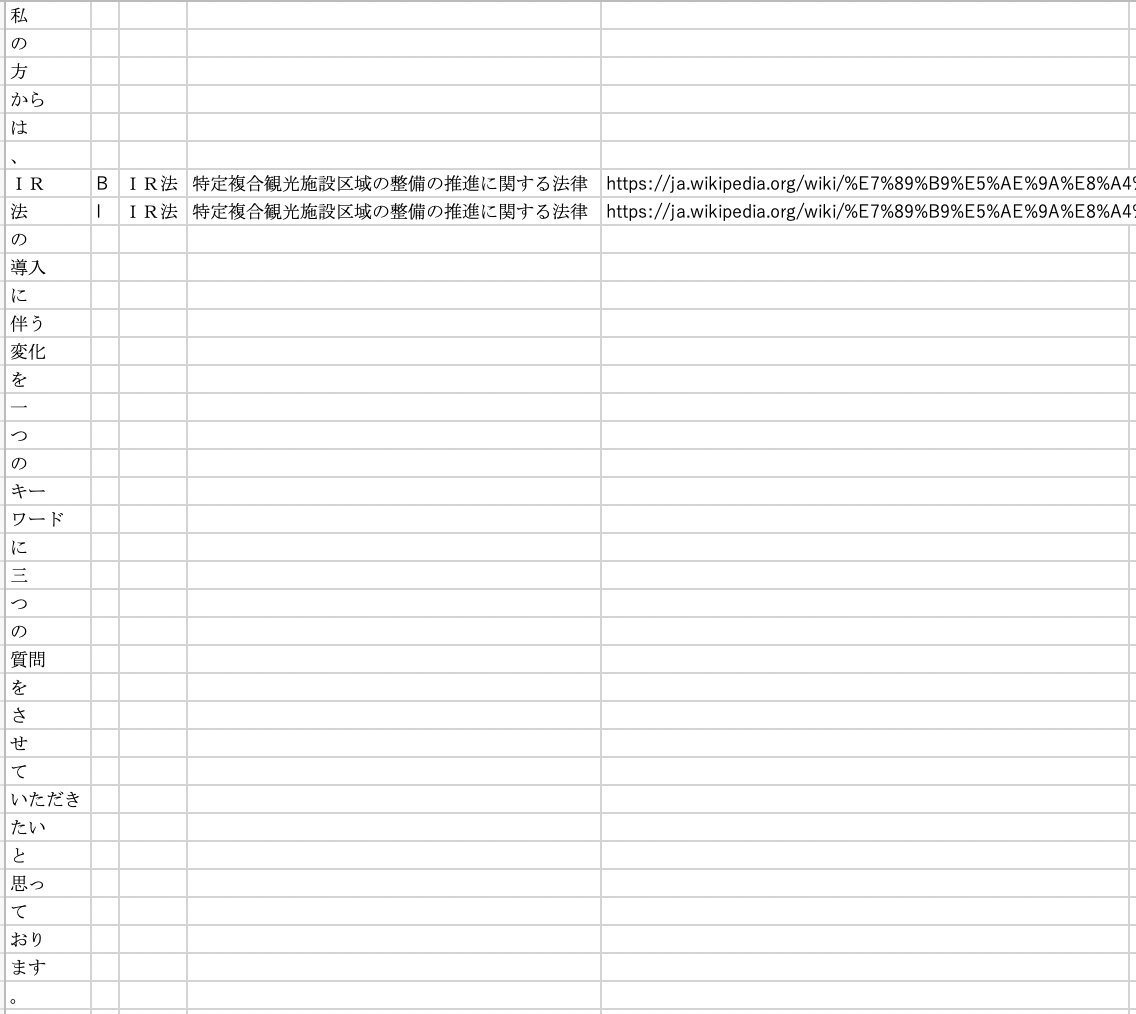 私
の
方
から
は
、
ＩＲ B ＩＲ法 特定複合観光施設区域の整備の推進に関する法律 https://ja.wikipedia.org/wiki/%E7%89%B9%E5%AE%9A%E8%A4%
法 I ＩＲ法 特定複合観光施設区域の整備の推進に関する法律 https://ja.wikipedia.org/wiki/%E7%89%B9%E5%AE%9A%E8%A4%
の
導入
に
伴う
変化
を
一
つ
の
キー
ワード
に
三
つ
の
質問
を
さ
せ
て
いただき
たい
と
思っ
て
おり
ます
。